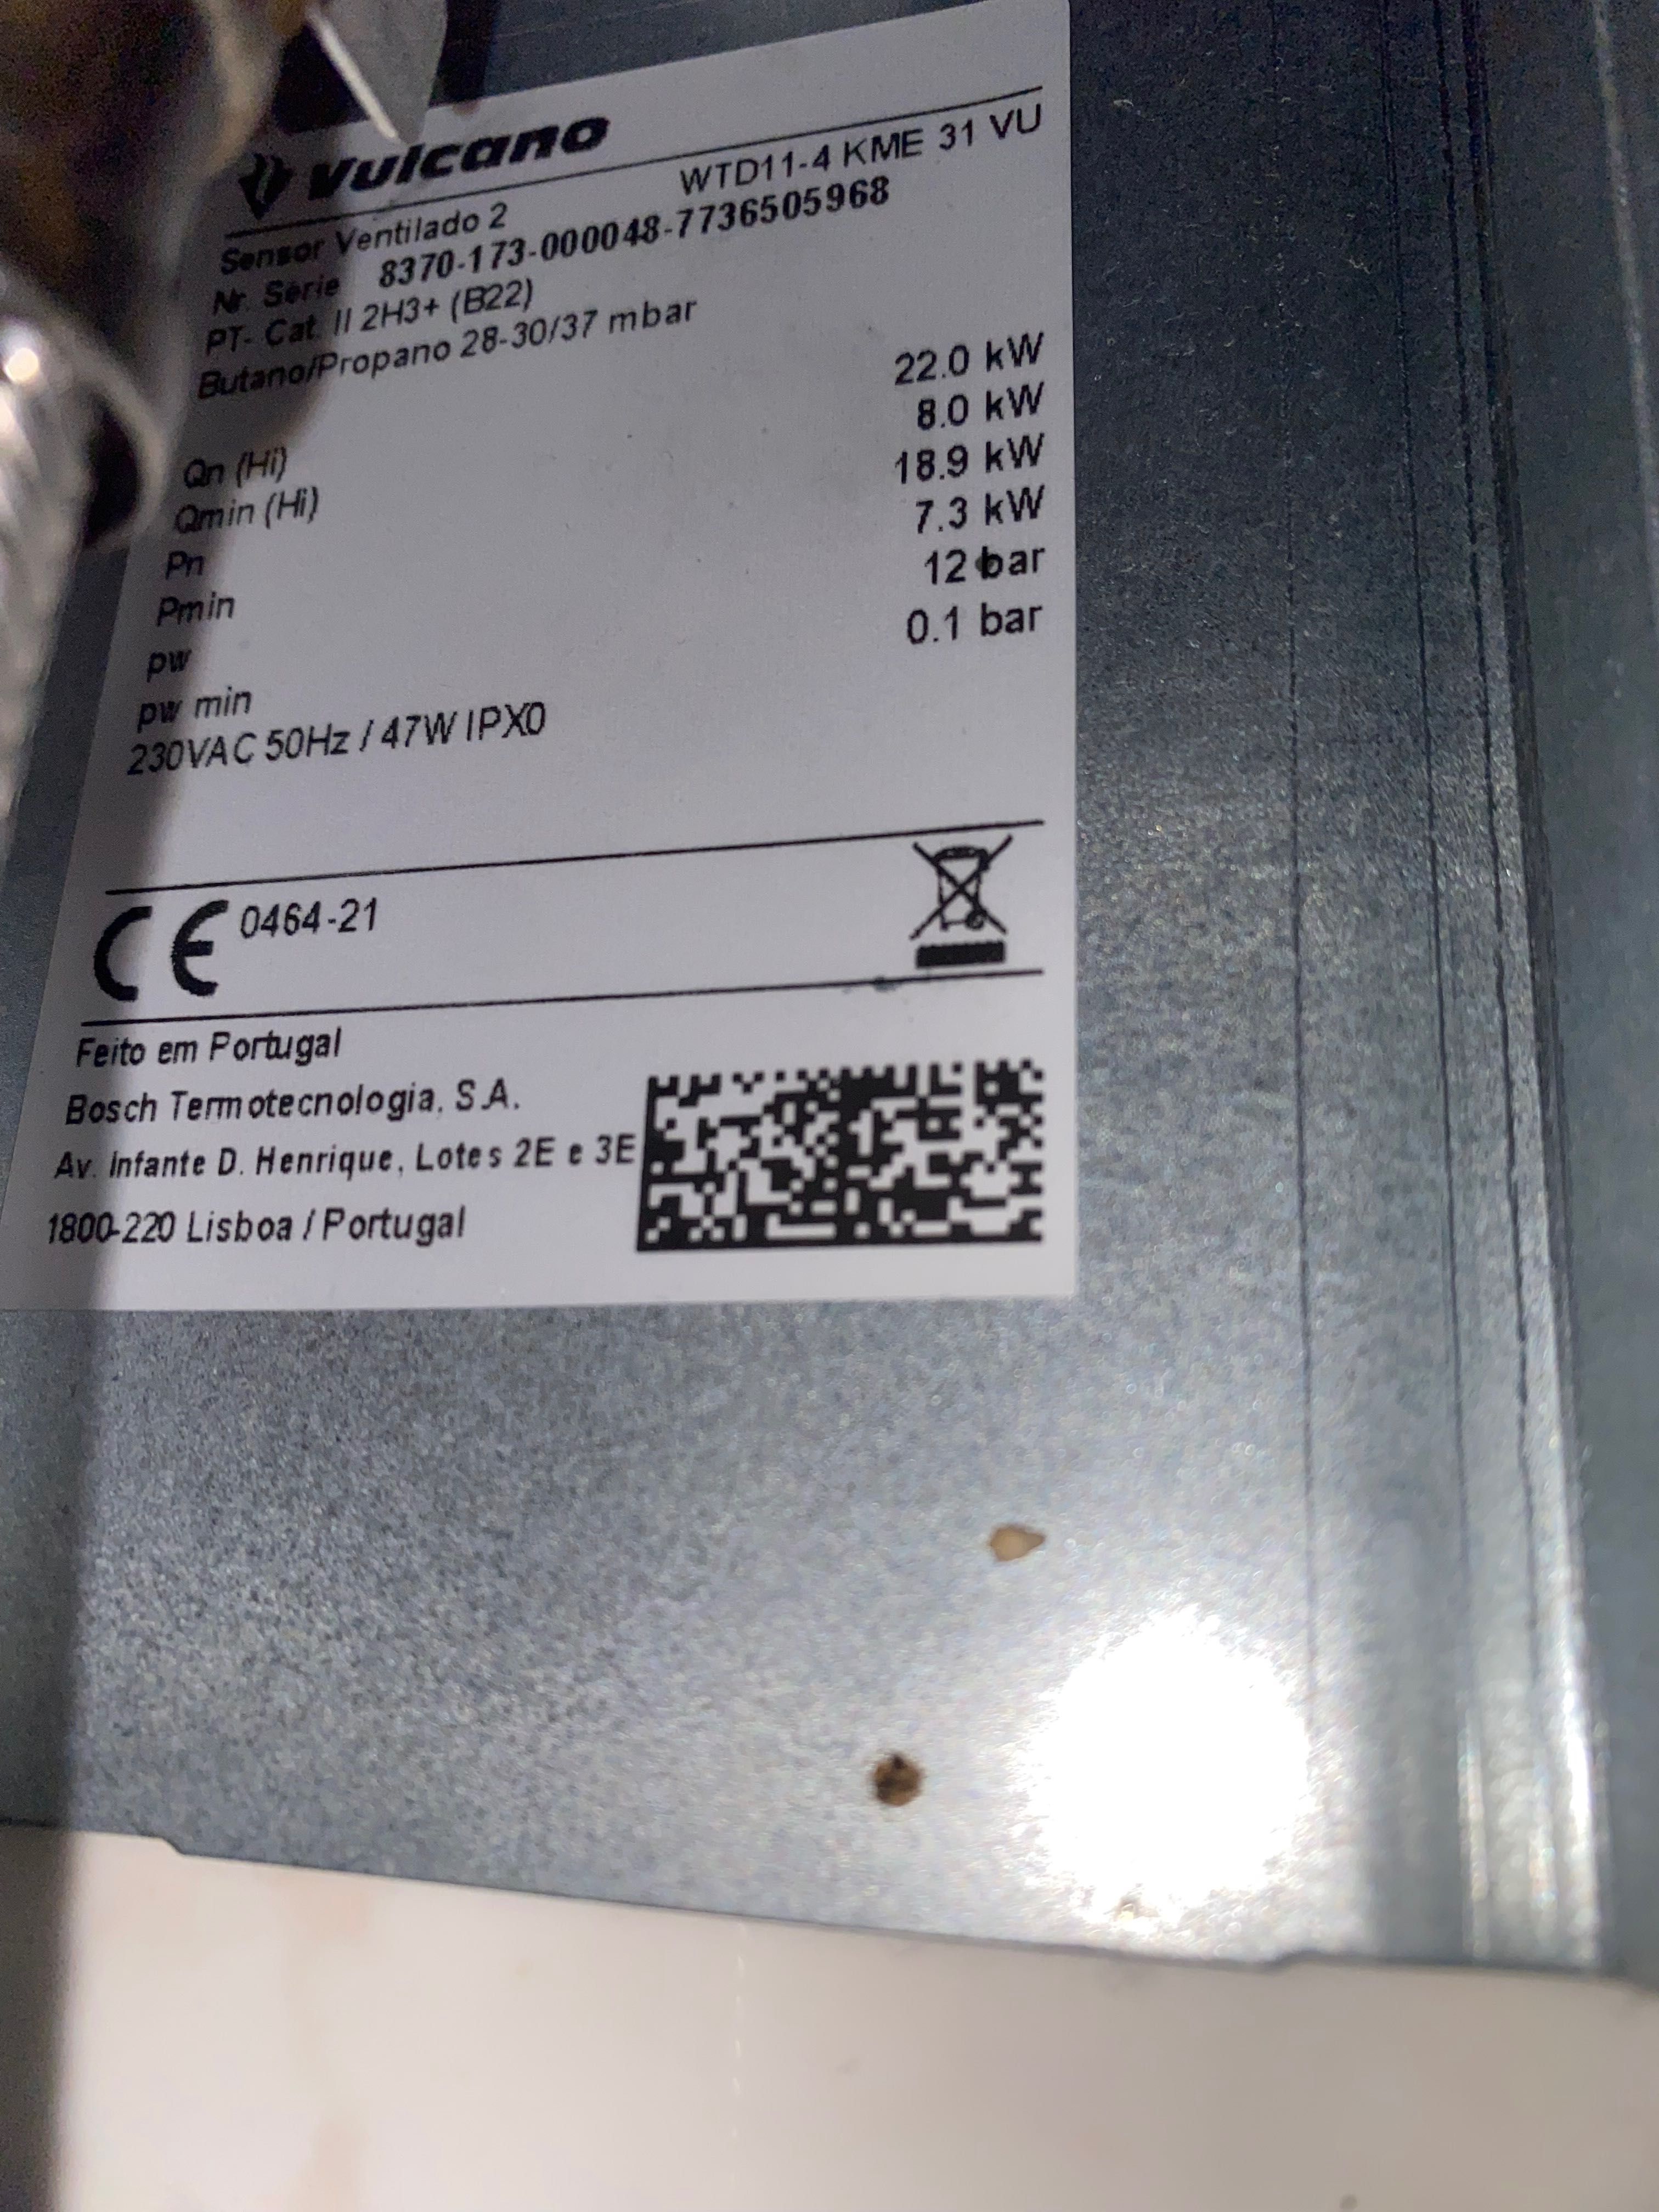 Vulcano
Sensor Ventilado 2 WTD11-4 KME 31 VU
Nr. Série 8370-173-000048-7736505968
PT- Cat. II 2H3+ (B22)
Butano/Propano 28-30/37 mbar
Qn (Hi) 22.0 kW
Qmin (Hi) 8.0 kW
Pn 18.9 kW
Pmin 7.3 kW
pw 12 bar
pw min 0.1 bar
230VAC 50Hz / 47W IPX0
CE 0464-21
Feito em Portugal
Bosch Termotecnologia, S.A.
Av. Infante D. Henrique, Lotes 2E e 3E
1800-220 Lisboa / Portugal